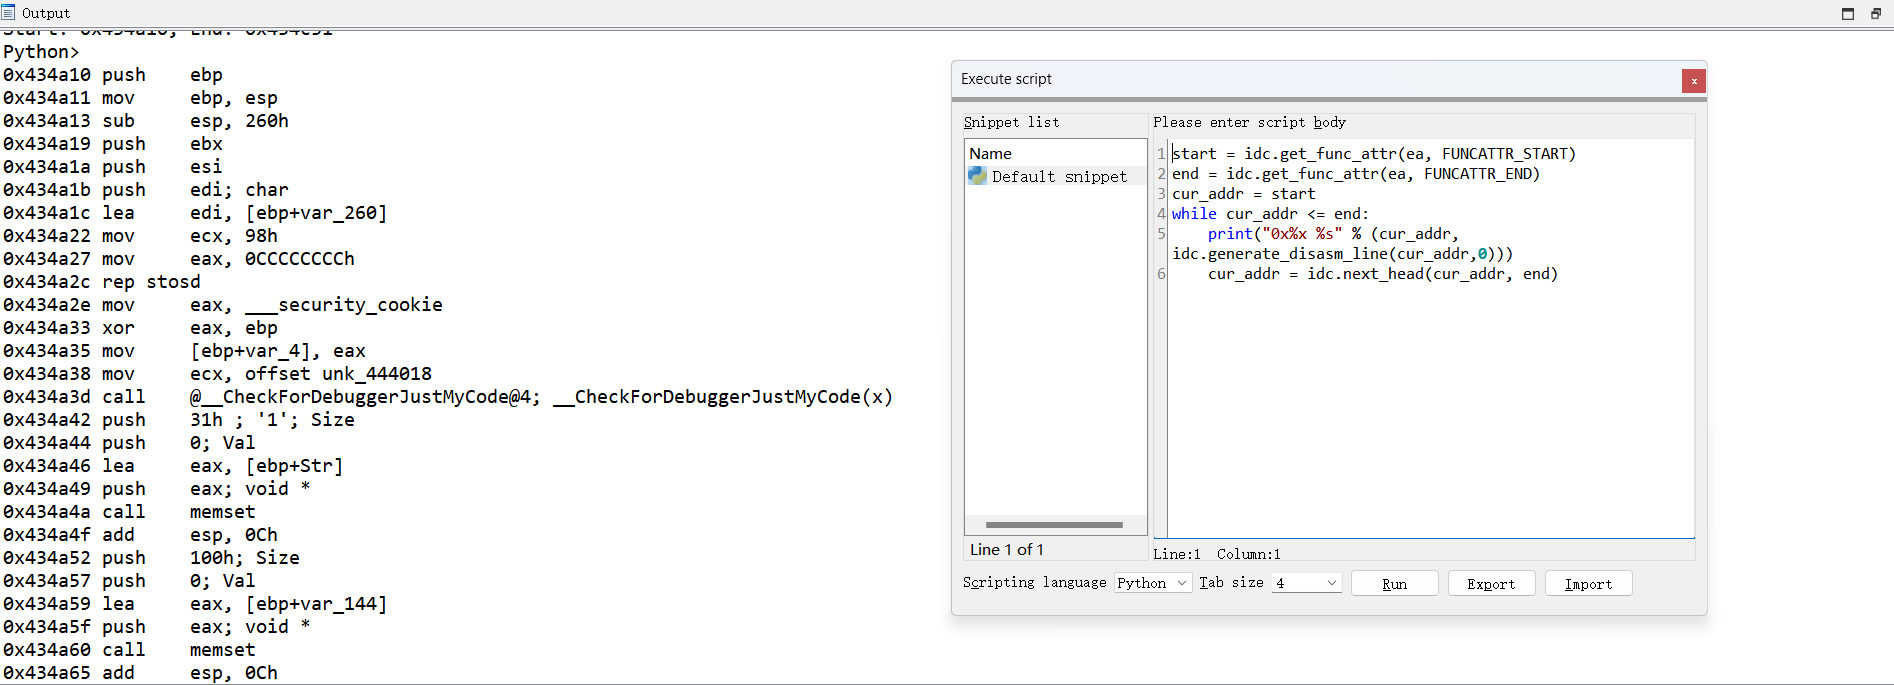 Output
Start: 0x434a10, End: 0x434c91
Python>
0x434a10 push    ebp
0x434a11 mov     ebp, esp
0x434a13 sub     esp, 260h
0x434a19 push    ebx
0x434a1a push    esi
0x434a1b push    edi; char
0x434a1c lea     edi, [ebp+var_260]
0x434a22 mov     ecx, 98h
0x434a27 mov     eax, 0CCCCCCCCh
0x434a2c rep stosd
0x434a2e mov     eax, ___security_cookie
0x434a33 xor     eax, ebp
0x434a35 mov     [ebp+var_4], eax
0x434a38 mov     ecx, offset unk_444018
0x434a3d call    @__CheckForDebuggerJustMyCode@4; __CheckForDebuggerJustMyCode(x)
0x434a42 push    31h ; '1'; Size
0x434a44 push    0; Val
0x434a46 lea     eax, [ebp+Str]
0x434a49 push    eax; void *
0x434a4a call    memset
0x434a4f add     esp, 0Ch
0x434a52 push    100h; Size
0x434a57 push    0; Val
0x434a59 lea     eax, [ebp+var_144]
0x434a5f push    eax; void *
0x434a60 call    memset
0x434a65 add     esp, 0Ch
Execute script
x
Snippet list
Name
Default snippet
Line 1 of 1
Please enter script body
1 start = idc.get_func_attr(ea, FUNCATTR_START)
2 end = idc.get_func_attr(ea, FUNCATTR_END)
3 cur_addr = start
4 while cur_addr <= end:
5     print("0x%x %s" % (cur_addr,
idc.generate_disasm_line(cur_addr,0)))
6     cur_addr = idc.next_head(cur_addr, end)
Line:1  Column:1
Scripting language Python Tab size 4 Run Export Import